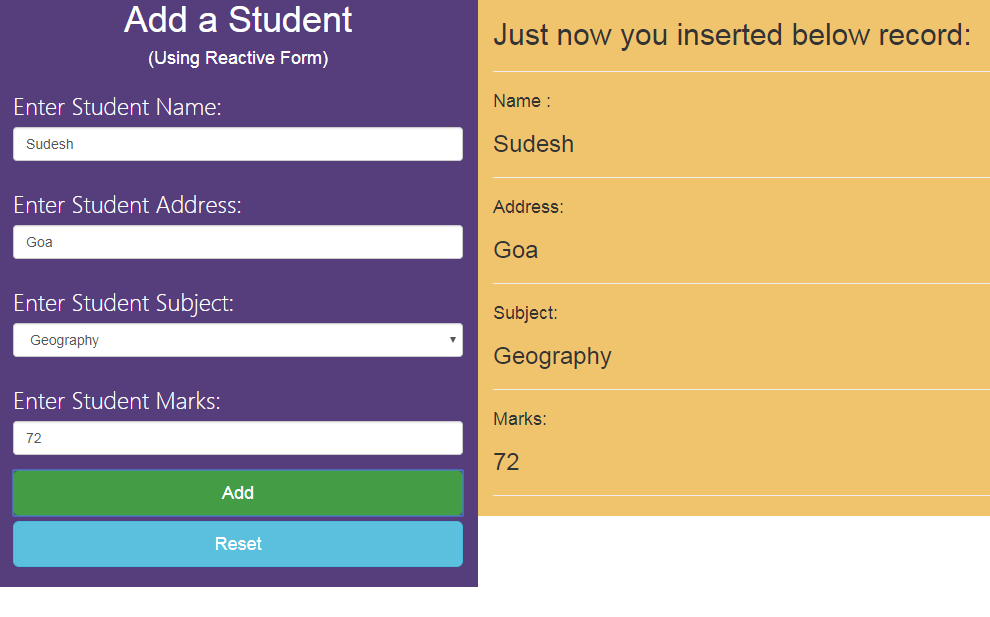 Add a Student
(Using Reactive Form)
Enter Student Name:
Sudesh
Enter Student Address:
Goa
Enter Student Subject:
Geography
Enter Student Marks:
72
Add
Reset
Just now you inserted below record:
Name :
Sudesh
Address:
Goa
Subject:
Geography
Marks:
72